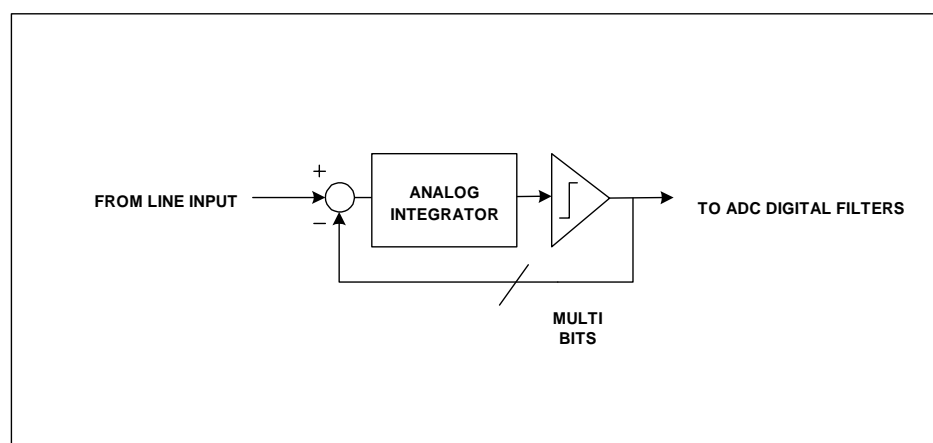 +
FROM LINE INPUT
−
ANALOG
INTEGRATOR
TO ADC DIGITAL FILTERS
MULTI
BITS